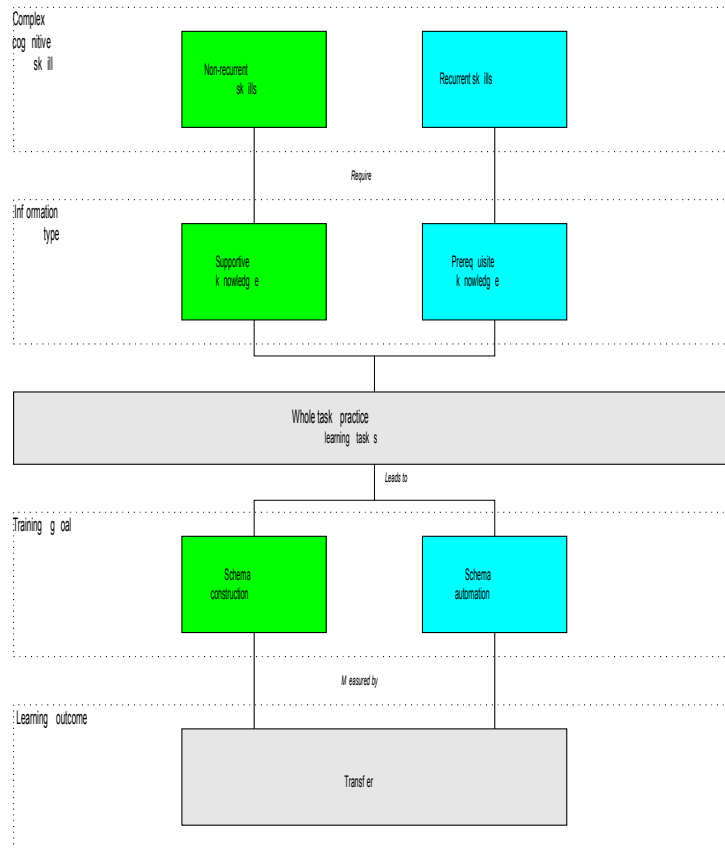 Complex
cog nitive
sk ill
Non-recurrent
sk ills
Recurrent sk ills
Require
Inf ormation
type
Supportive
k nowledg e
Prereq uisite
k nowledg e
Whole task practice
learning task s
Leads to
Training g oal
Schema
construction
Schema
automation
M easured by
Learning outcome
Transf er